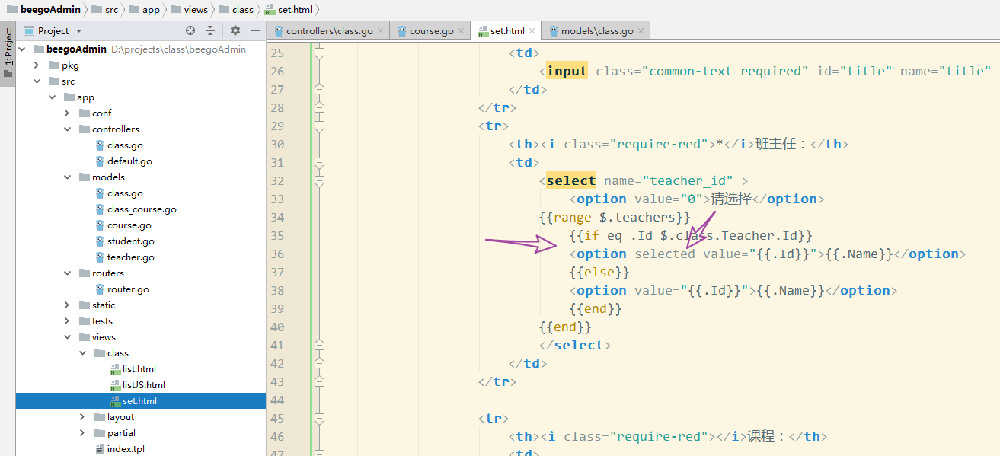 beegoAdmin src app views class set.html
1: Project
Project
beegoAdmin D:\projects\class\beegoAdmin
pkg
src
app
conf
controllers
class.go
default.go
models
class.go
class_course.go
course.go
student.go
teacher.go
routers
router.go
static
tests
views
class
list.html
listJS.html
set.html
layout
partial
index.tpl
controllers\class.go course.go set.html models\class.go
25 <td>
26 <input class="common-text required" id="title" name="title"
27 </td>
28 </tr>
29 <tr>
30 <th><i class="require-red">*</i>班主任：</th>
31 <td>
32 <select name="teacher_id" >
33 <option value="0">请选择</option>
34 {{range $.teachers}}
35 {{if eq .Id $.class.Teacher.Id}}
36 <option selected value="{{.Id}}">{{.Name}}</option>
37 {{else}}
38 <option value="{{.Id}}">{{.Name}}</option>
39 {{end}}
40 {{end}}
41 </select>
42 </td>
43 </tr>
44
45 <tr>
46 <th><i class="require-red"></i>课程：</th>
47 <td>